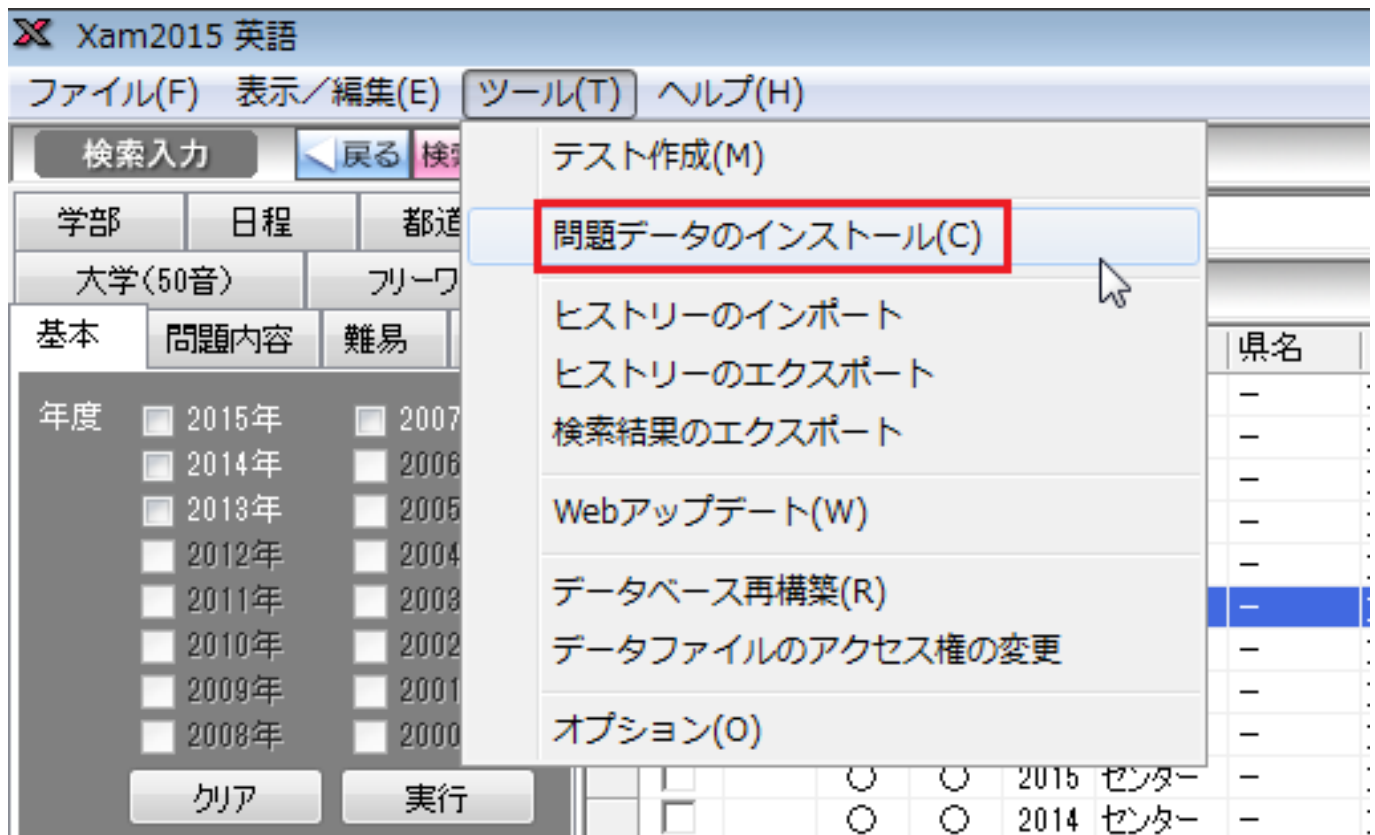 Xam2015 英語
ファイル(F) 表示／編集(E) ツール(T) ヘルプ(H)
検索入力 戻る 検
テスト作成(M)
問題データのインストール(C)
ヒストリーのインポート
ヒストリーのエクスポート
検索結果のエクスポート
Webアップデート(W)
データベース再構築(R)
データファイルのアクセス権の変更
オプション(O)
学部 日程 都道
大学(50音) フリーワ
基本 問題内容 難易
県名
年度 2015年 2007
2014年 2006
2013年 2005
2012年 2004
2011年 2003
2010年 2002
2009年 2001
2008年 2000
クリア 実行
–
–
–
–
–
–
–
–
–
○ ○ 2015 センター –
○ ○ 2014 センター –